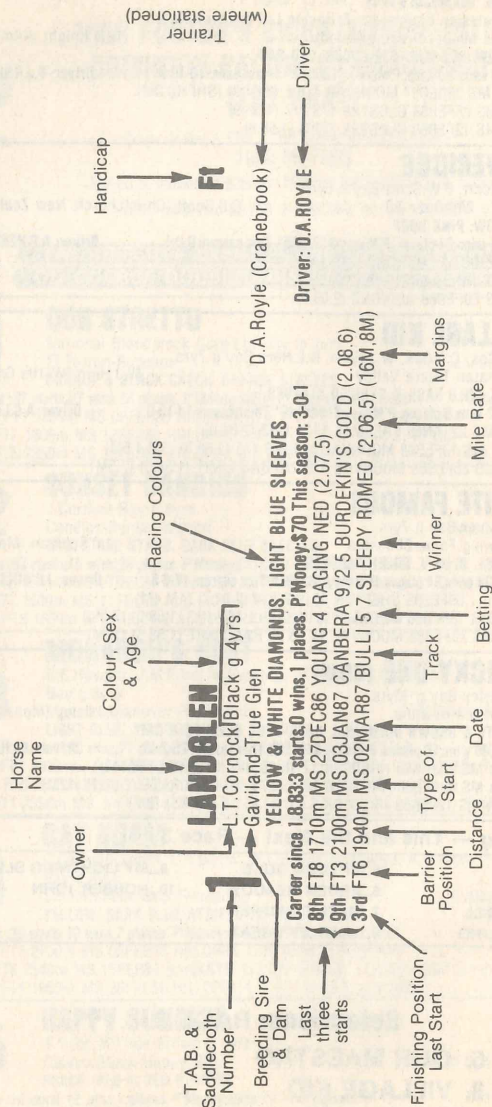 Horse
Name
Owner
Colour, Sex
& Age
Racing Colours
Handicap
Trainer
(where stationed)
T.A.B. &
Saddlecloth
Number
1 LANDGLEN Ft
L.T.Cornock Black g 4yrs D.A.Royle (Cranebrook)
Gaviland-True Glen
YELLOW & WHITE DIAMONDS, LIGHT BLUE SLEEVES Driver: D.A.ROYLE
Driver
Breeding Sire
& Dam
Career since 1.8.83:3 starts,0 wins,1 places. P'Money:$70 This season: 3-0-1
8th FT8 1710m MS 27DEC86 YOUNG 4 RAGING NED (2.07.5)
9th FT3 2100m MS 03JAN87 CANBERA 9/2 5 BURDEKIN'S GOLD (2.08.6)
3rd FT6 1940m MS02MAR87 BULLI 15 7 SLEEPY ROMEO (2.06.5) (16M,8M)
Last
three
starts
Finishing Position
Last Start
Barrier
Position
Distance
Type of
Start
Date
Track
Betting
Winner
Mile Rate
Margins